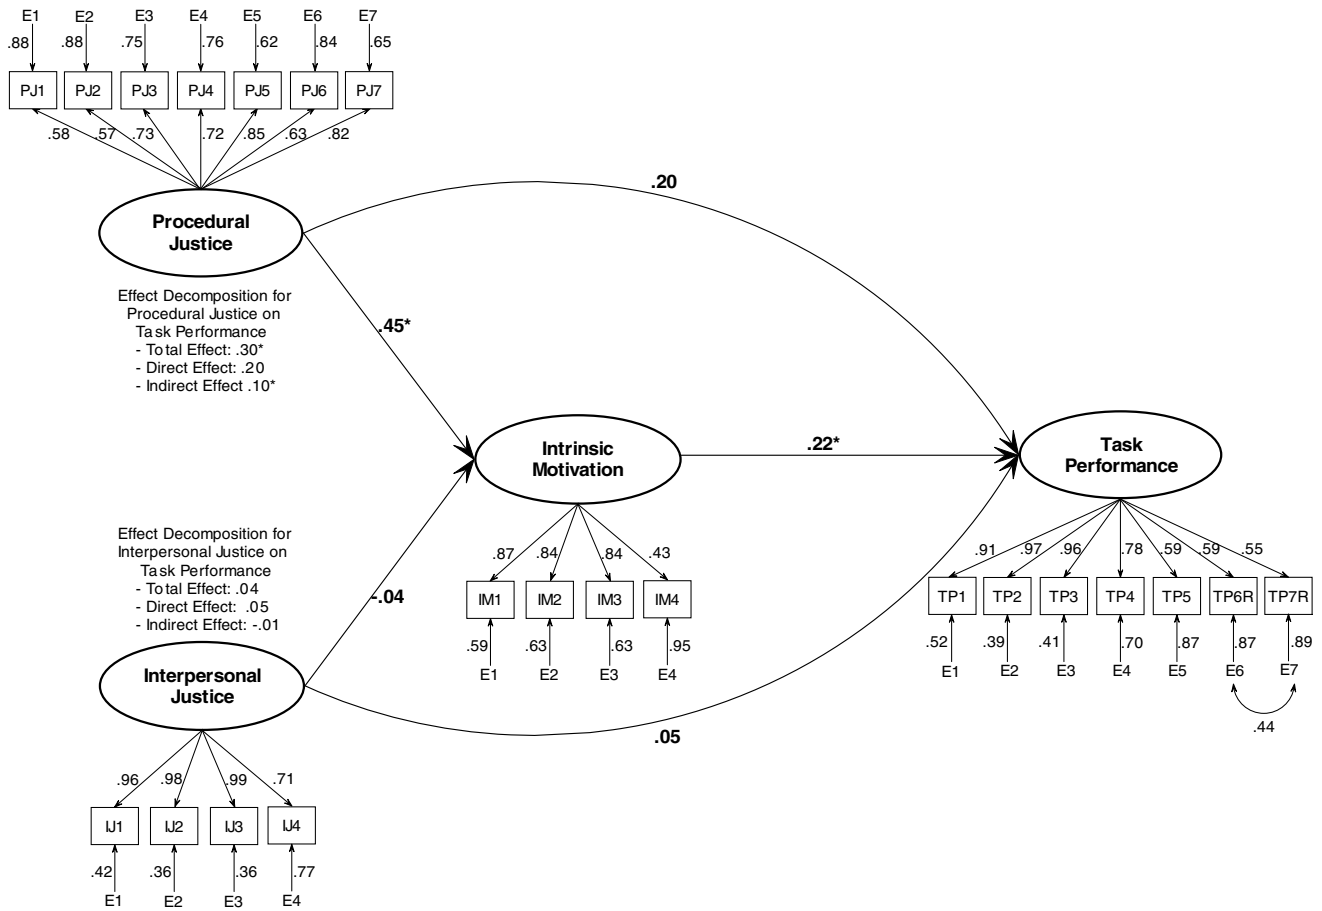 E1 E2 E3 E4 E5 E6 E7
.88 .88 .75 .76 .62 .84 .65
PJ1 PJ2 PJ3 PJ4 PJ5 PJ6 PJ7
.58 .57 .73 .72 .85 .63 .82
.20
Procedural
Justice
Effect Decomposition for
Procedural Justice on
Task Performance
- Total Effect: .30*
- Direct Effect: .20
- Indirect Effect .10*
.45*
Intrinsic
Motivation
.22*
Task
Performance
.87 .84 .84 .43
IM1 IM2 IM3 IM4
.59 .63 .63 .95
E1 E2 E3 E4
.91 .97 .96 .78 .59 .59 .55
TP1 TP2 TP3 TP4 TP5 TP6R TP7R
.52 .39 .41 .70 .87 .87 .89
E1 E2 E3 E4 E5 E6 E7
.44
Effect Decomposition for
Interpersonal Justice on
Task Performance
- Total Effect: .04
- Direct Effect: .05
- Indirect Effect: -.01
-.04
Interpersonal
Justice
.05
.96 .98 .99 .71
IJ1 IJ2 IJ3 IJ4
.42 .36 .36 .77
E1 E2 E3 E4